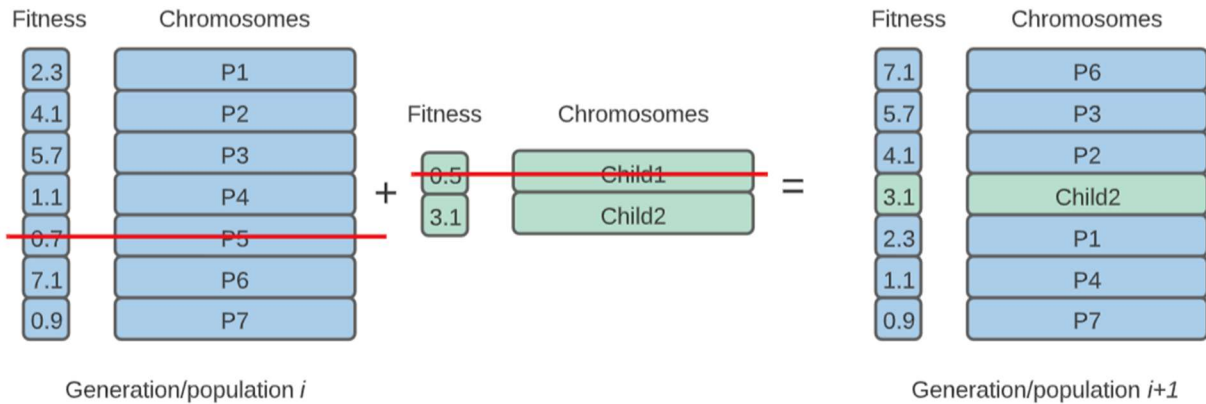 Fitness Chromosomes
2.3 P1
4.1 P2
5.7 P3
1.1 P4
0.7 P5
7.1 P6
0.9 P7
Generation/population i
+
Fitness Chromosomes
0.5 Child1
3.1 Child2
=
Fitness Chromosomes
7.1 P6
5.7 P3
4.1 P2
3.1 Child2
2.3 P1
1.1 P4
0.9 P7
Generation/population i+1